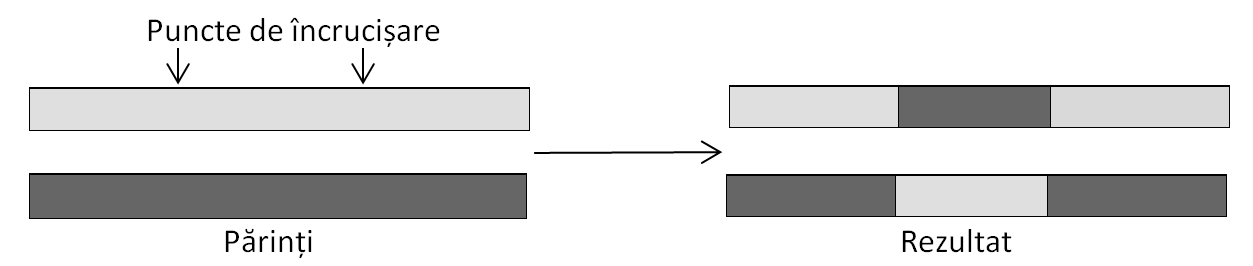 Puncte de încrucișare
Părinți
Rezultat